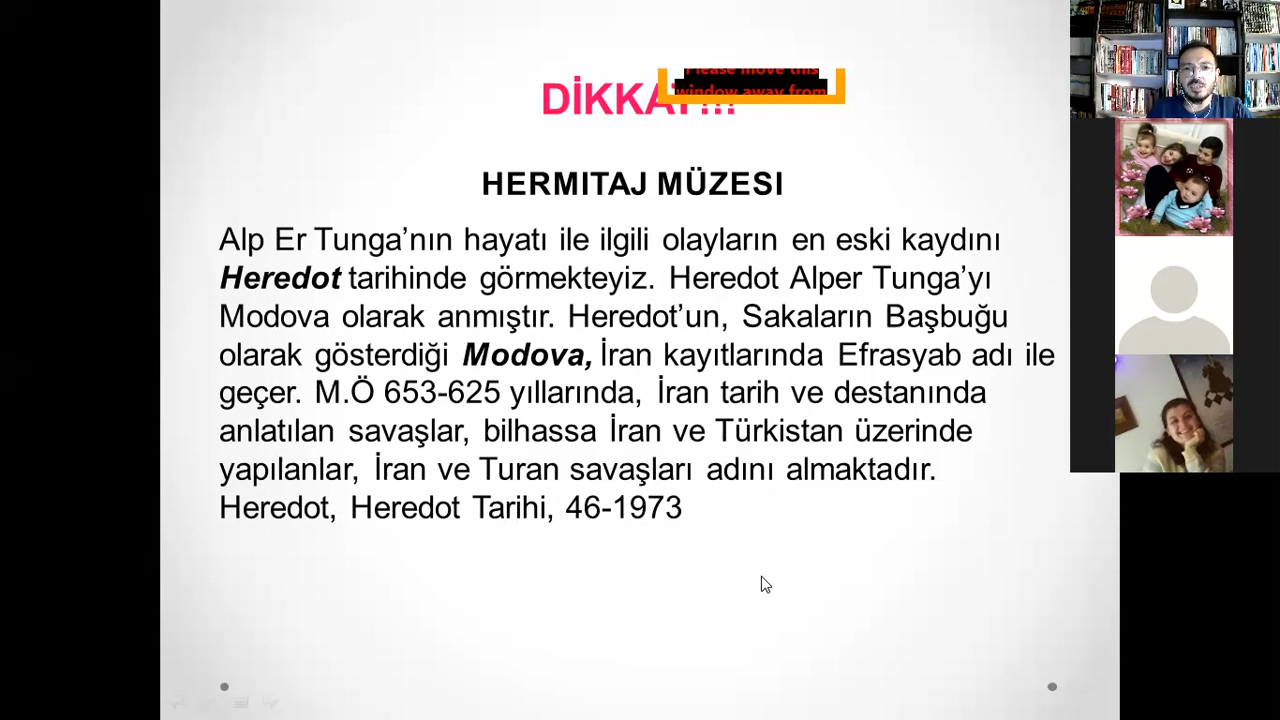 Please move this
window away from
DİKKAT!!!
HERMITAJ MÜZESI
Alp Er Tunga’nın hayatı ile ilgili olayların en eski kaydını
Heredot tarihinde görmekteyiz. Heredot Alper Tunga’yı
Modova olarak anmıştır. Heredot’un, Sakaların Başbuğu
olarak gösterdiği Modova, İran kayıtlarında Efrasyab adı ile
geçer. M.Ö 653-625 yıllarında, İran tarih ve destanında
anlatılan savaşlar, bilhassa İran ve Türkistan üzerinde
yapılanlar, İran ve Turan savaşları adını almaktadır.
Heredot, Heredot Tarihi, 46-1973